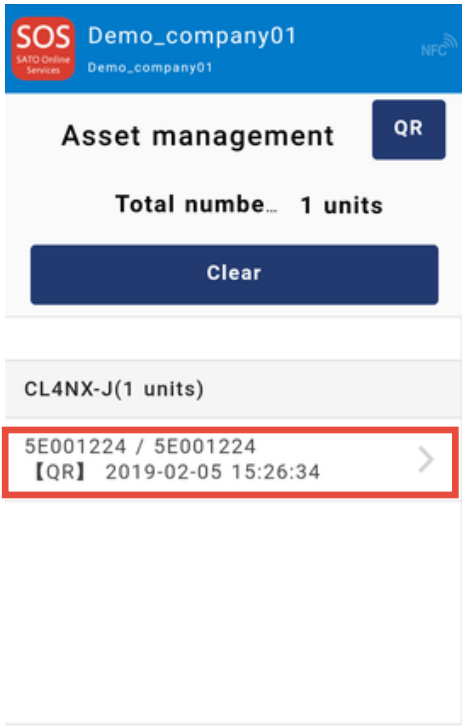 SOS
SATO Online
Services
Demo_company01
Demo_company01
NFC
Asset management
QR
Total numbe… 1 units
Clear
CL4NX-J(1 units)
5E001224 / 5E001224
【QR】 2019-02-05 15:26:34